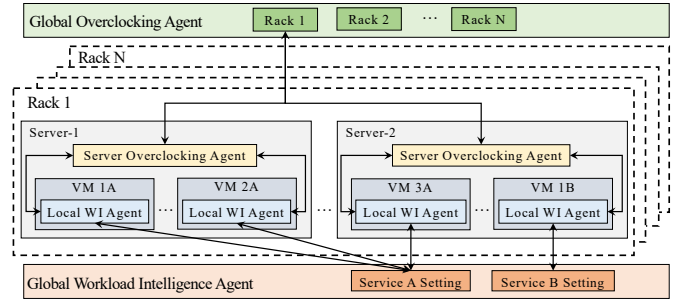 Global Overclocking Agent Rack 1 Rack 2 ... Rack N
Rack N
Rack 1
Server-1 Server-2
Server Overclocking Agent Server Overclocking Agent
VM 1A VM 2A VM 3A VM 1B
Local WI Agent ... Local WI Agent ... Local WI Agent ... Local WI Agent
Global Workload Intelligence Agent Service A Setting Service B Setting